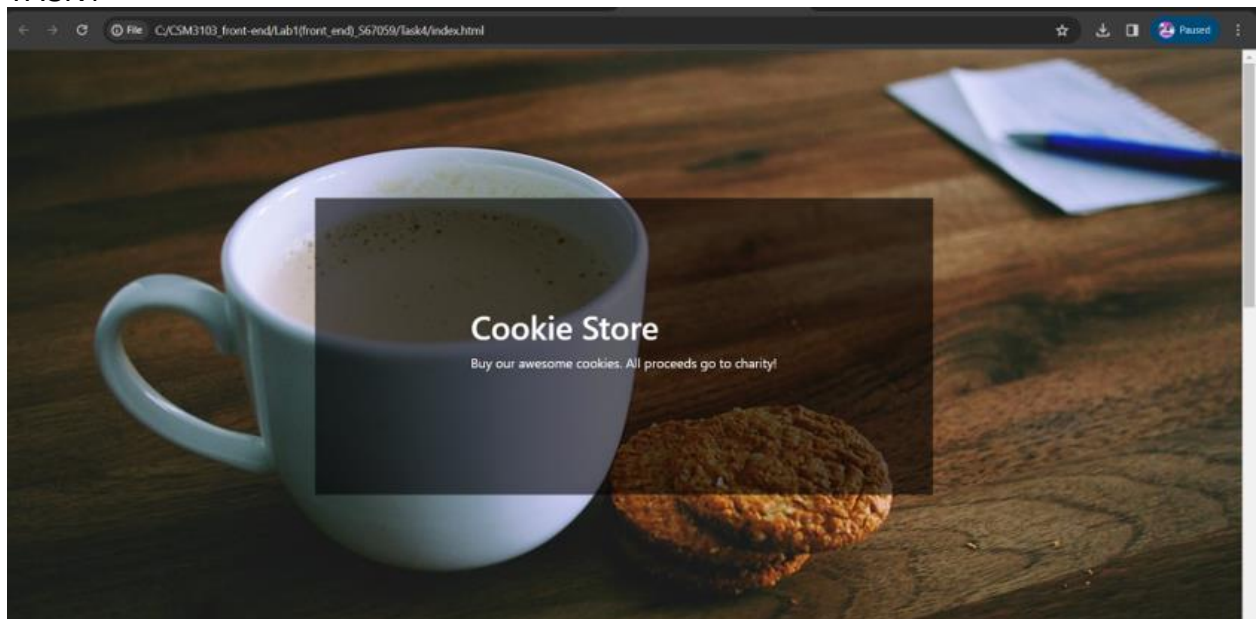 File C:/CSM3103_front-end/Lab1(front_end)_S67059/Task4/index.html
Paused
Cookie Store
Buy our awesome cookies. All proceeds go to charity!